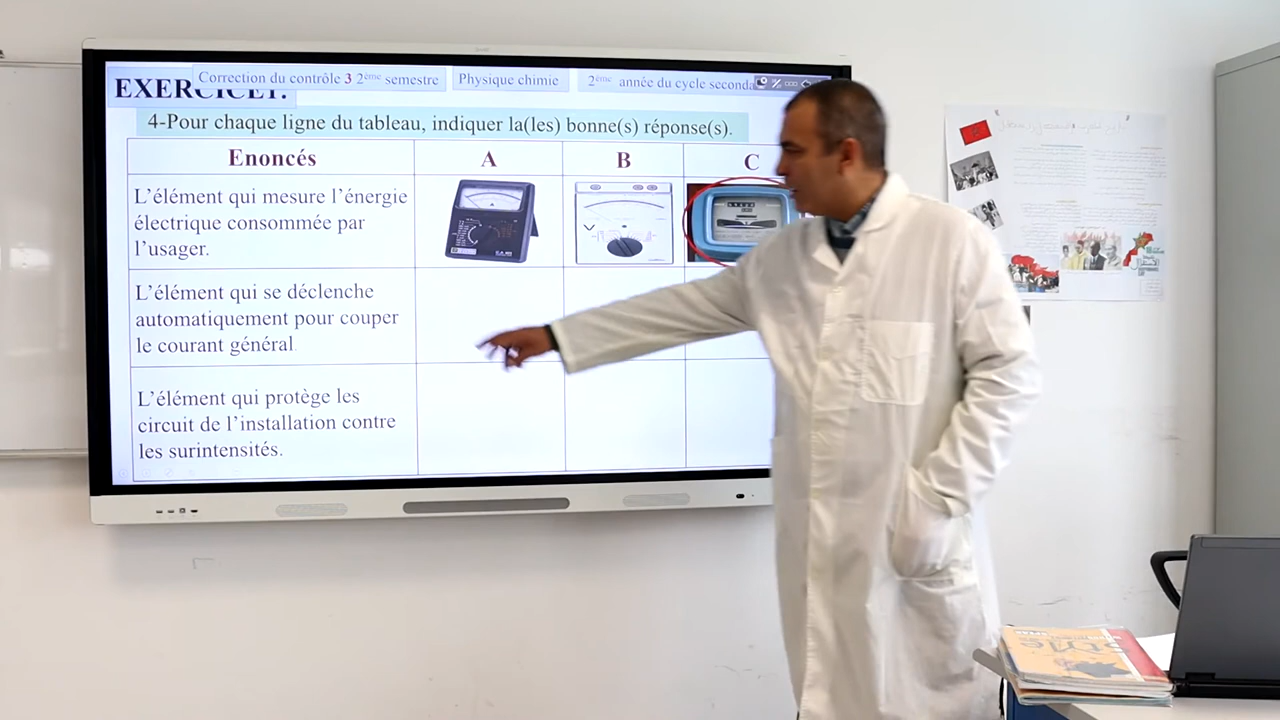 Correction du contrôle 3 2ème semestre
Physique chimie
2ème année du cycle seconda
EXERCICE1:
4-Pour chaque ligne du tableau, indiquer la(les) bonne(s) réponse(s).
Enoncés
A
B
C
L'élément qui mesure l'énergie
électrique consommée par
l'usager.
V
L'élément qui se déclenche
automatiquement pour couper
le courant général.
L'élément qui protège les
circuit de l'installation contre
les surintensités.